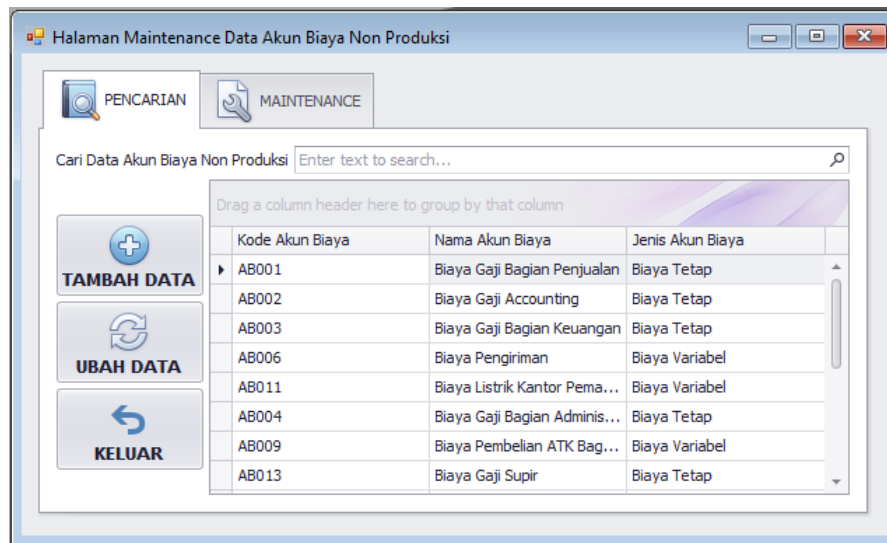 Halaman Maintenance Data Akun Biaya Non Produksi
PENCARIAN
MAINTENANCE
Cari Data Akun Biaya Non Produksi Enter text to search...
Drag a column header here to group by that column
TAMBAH DATA
UBAH DATA
KELUAR
Kode Akun Biaya Nama Akun Biaya Jenis Akun Biaya
AB001 Biaya Gaji Bagian Penjualan Biaya Tetap
AB002 Biaya Gaji Accounting Biaya Tetap
AB003 Biaya Gaji Bagian Keuangan Biaya Tetap
AB006 Biaya Pengiriman Biaya Variabel
AB011 Biaya Listrik Kantor Pema... Biaya Variabel
AB004 Biaya Gaji Bagian Adminis... Biaya Tetap
AB009 Biaya Pembelian ATK Bag... Biaya Variabel
AB013 Biaya Gaji Supir Biaya Tetap